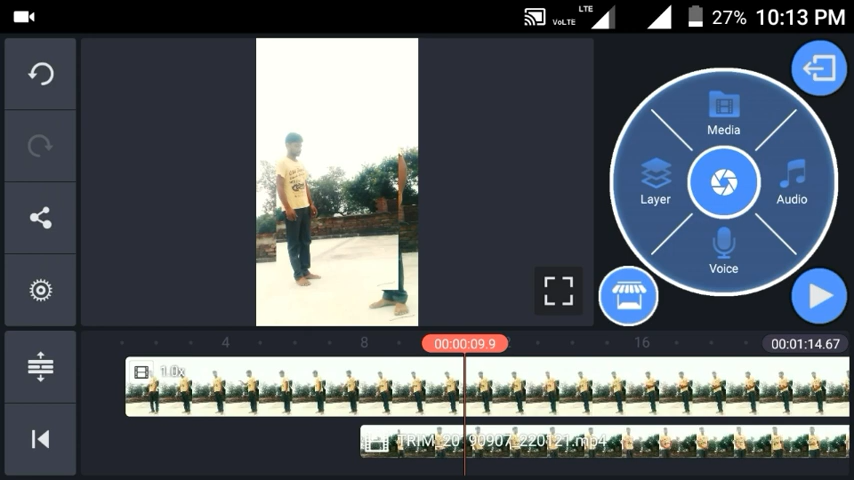 LTE
VoLTE
27% 10:13 PM
Media
Layer
Audio
Voice
4
8
00:00:09.9
16
00:01:14.67
1.0x
TRIM_20190907_220121.mp4